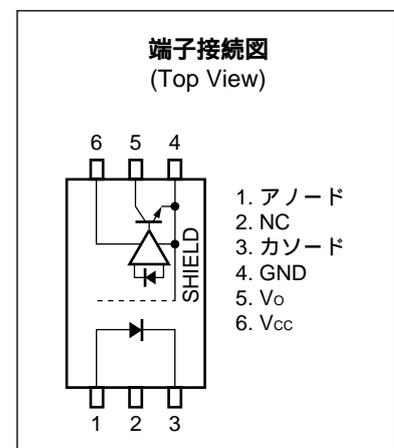 端子接続図
(Top View)
6 5 4
SHIELD
1 2 3
1. アノード
2. NC
3. カソード
4. GND
5. Vo
6. Vcc